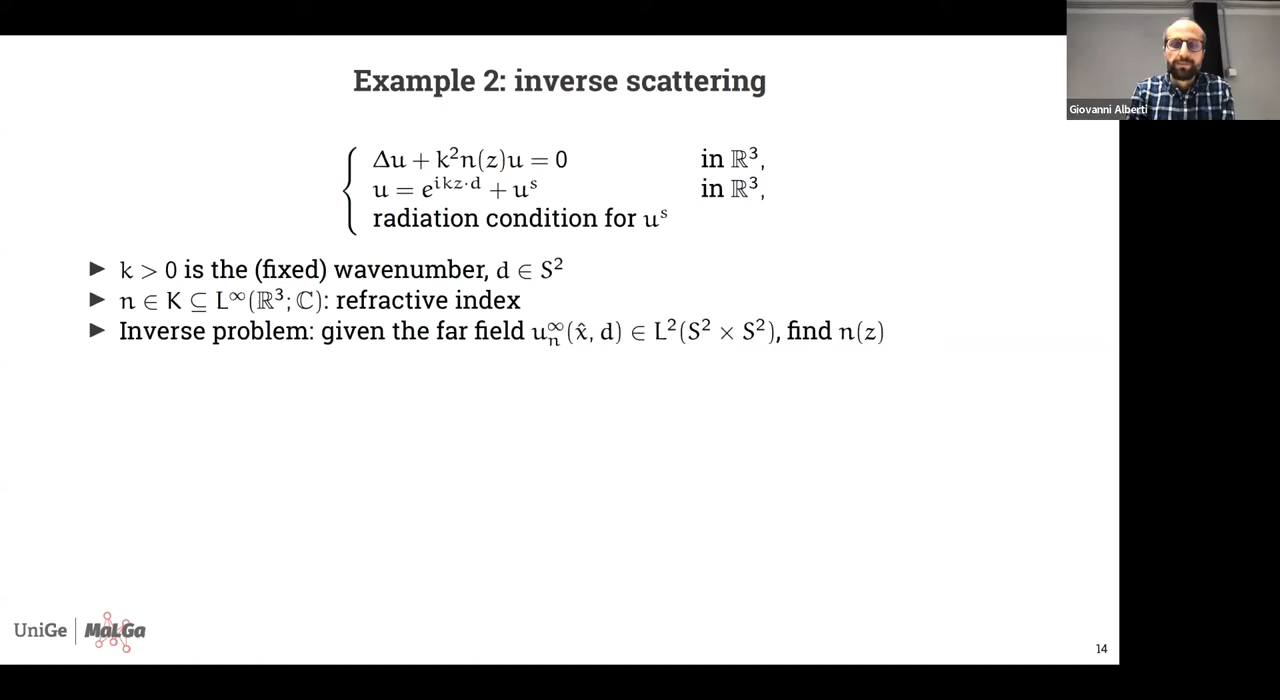 Example 2: inverse scattering
Δu + k²n(z)u = 0 in ℝ³,
u = e^{ikz·d} + uˢ in ℝ³,
radiation condition for uˢ
► k > 0 is the (fixed) wavenumber, d ∈ S²
► n ∈ K ⊆ L^∞(ℝ³; ℂ): refractive index
► Inverse problem: given the far field u_n^∞(x̂, d) ∈ L²(S² × S²), find n(z)
Giovanni Alberti
UniGe | MaLGa
14